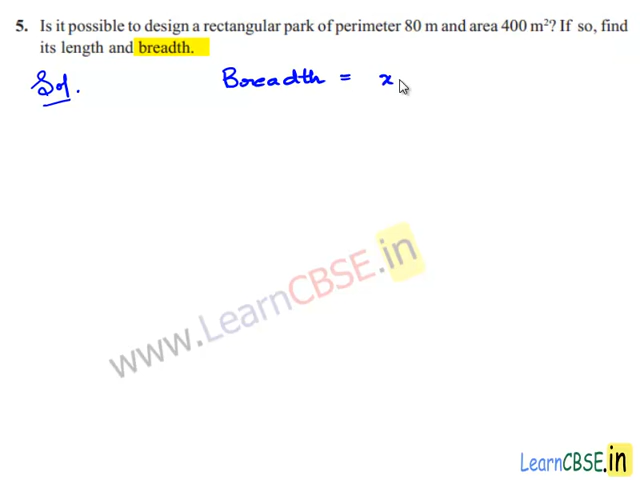 5. Is it possible to design a rectangular park of perimeter 80 m and area 400 m²? If so, find
its length and breadth.
Sol. Breadth = x
www.LearnCBSE.in
LearnCBSE.in